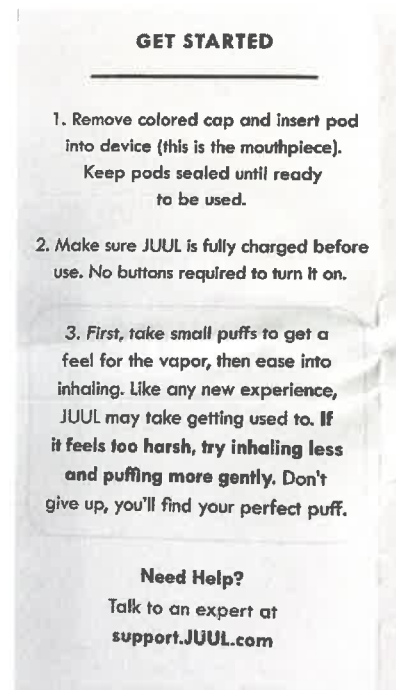 GET STARTED
1. Remove colored cap and insert pod
into device (this is the mouthpiece).
Keep pods sealed until ready
to be used.
2. Make sure JUUL is fully charged before
use. No buttons required to turn it on.
3. First, take small puffs to get a
feel for the vapor, then ease into
inhaling. Like any new experience,
JUUL may take getting used to. If
it feels too harsh, try inhaling less
and puffing more gently. Don't
give up, you'll find your perfect puff.
Need Help?
Talk to an expert at
support.JUUL.com